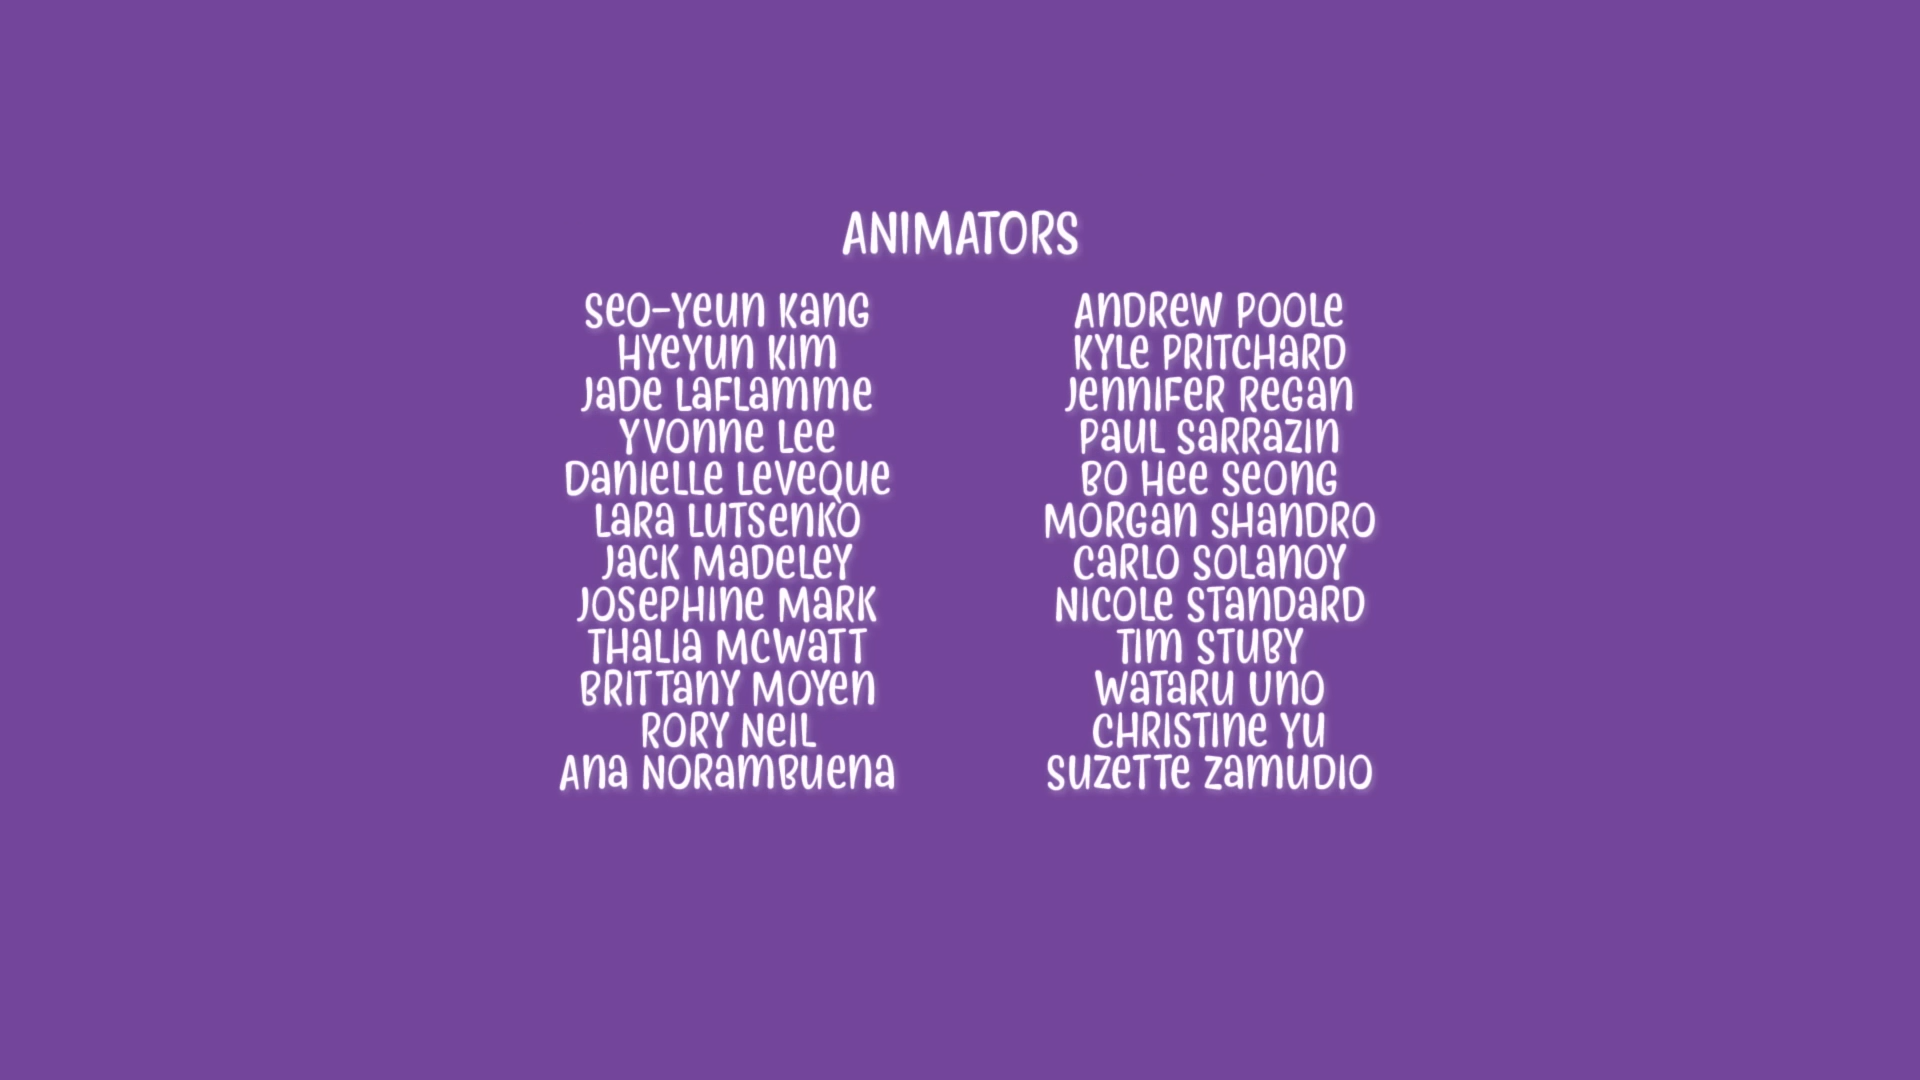 ANIMATORS
Seo-Yeun Kang
Hyeyun Kim
Jade LaFlamme
Yvonne Lee
Danielle Leveque
Lara Lutsenko
Jack Madeley
Josephine Mark
Thalia McWatt
Brittany Moyen
Rory Neil
Ana Norambuena
Andrew Poole
Kyle Pritchard
Jennifer Regan
Paul Sarrazin
Bo Hee Seong
Morgan Shandro
Carlo Solanoy
Nicole Standard
Tim Stuby
Wataru Uno
Christine Yu
Suzette Zamudio